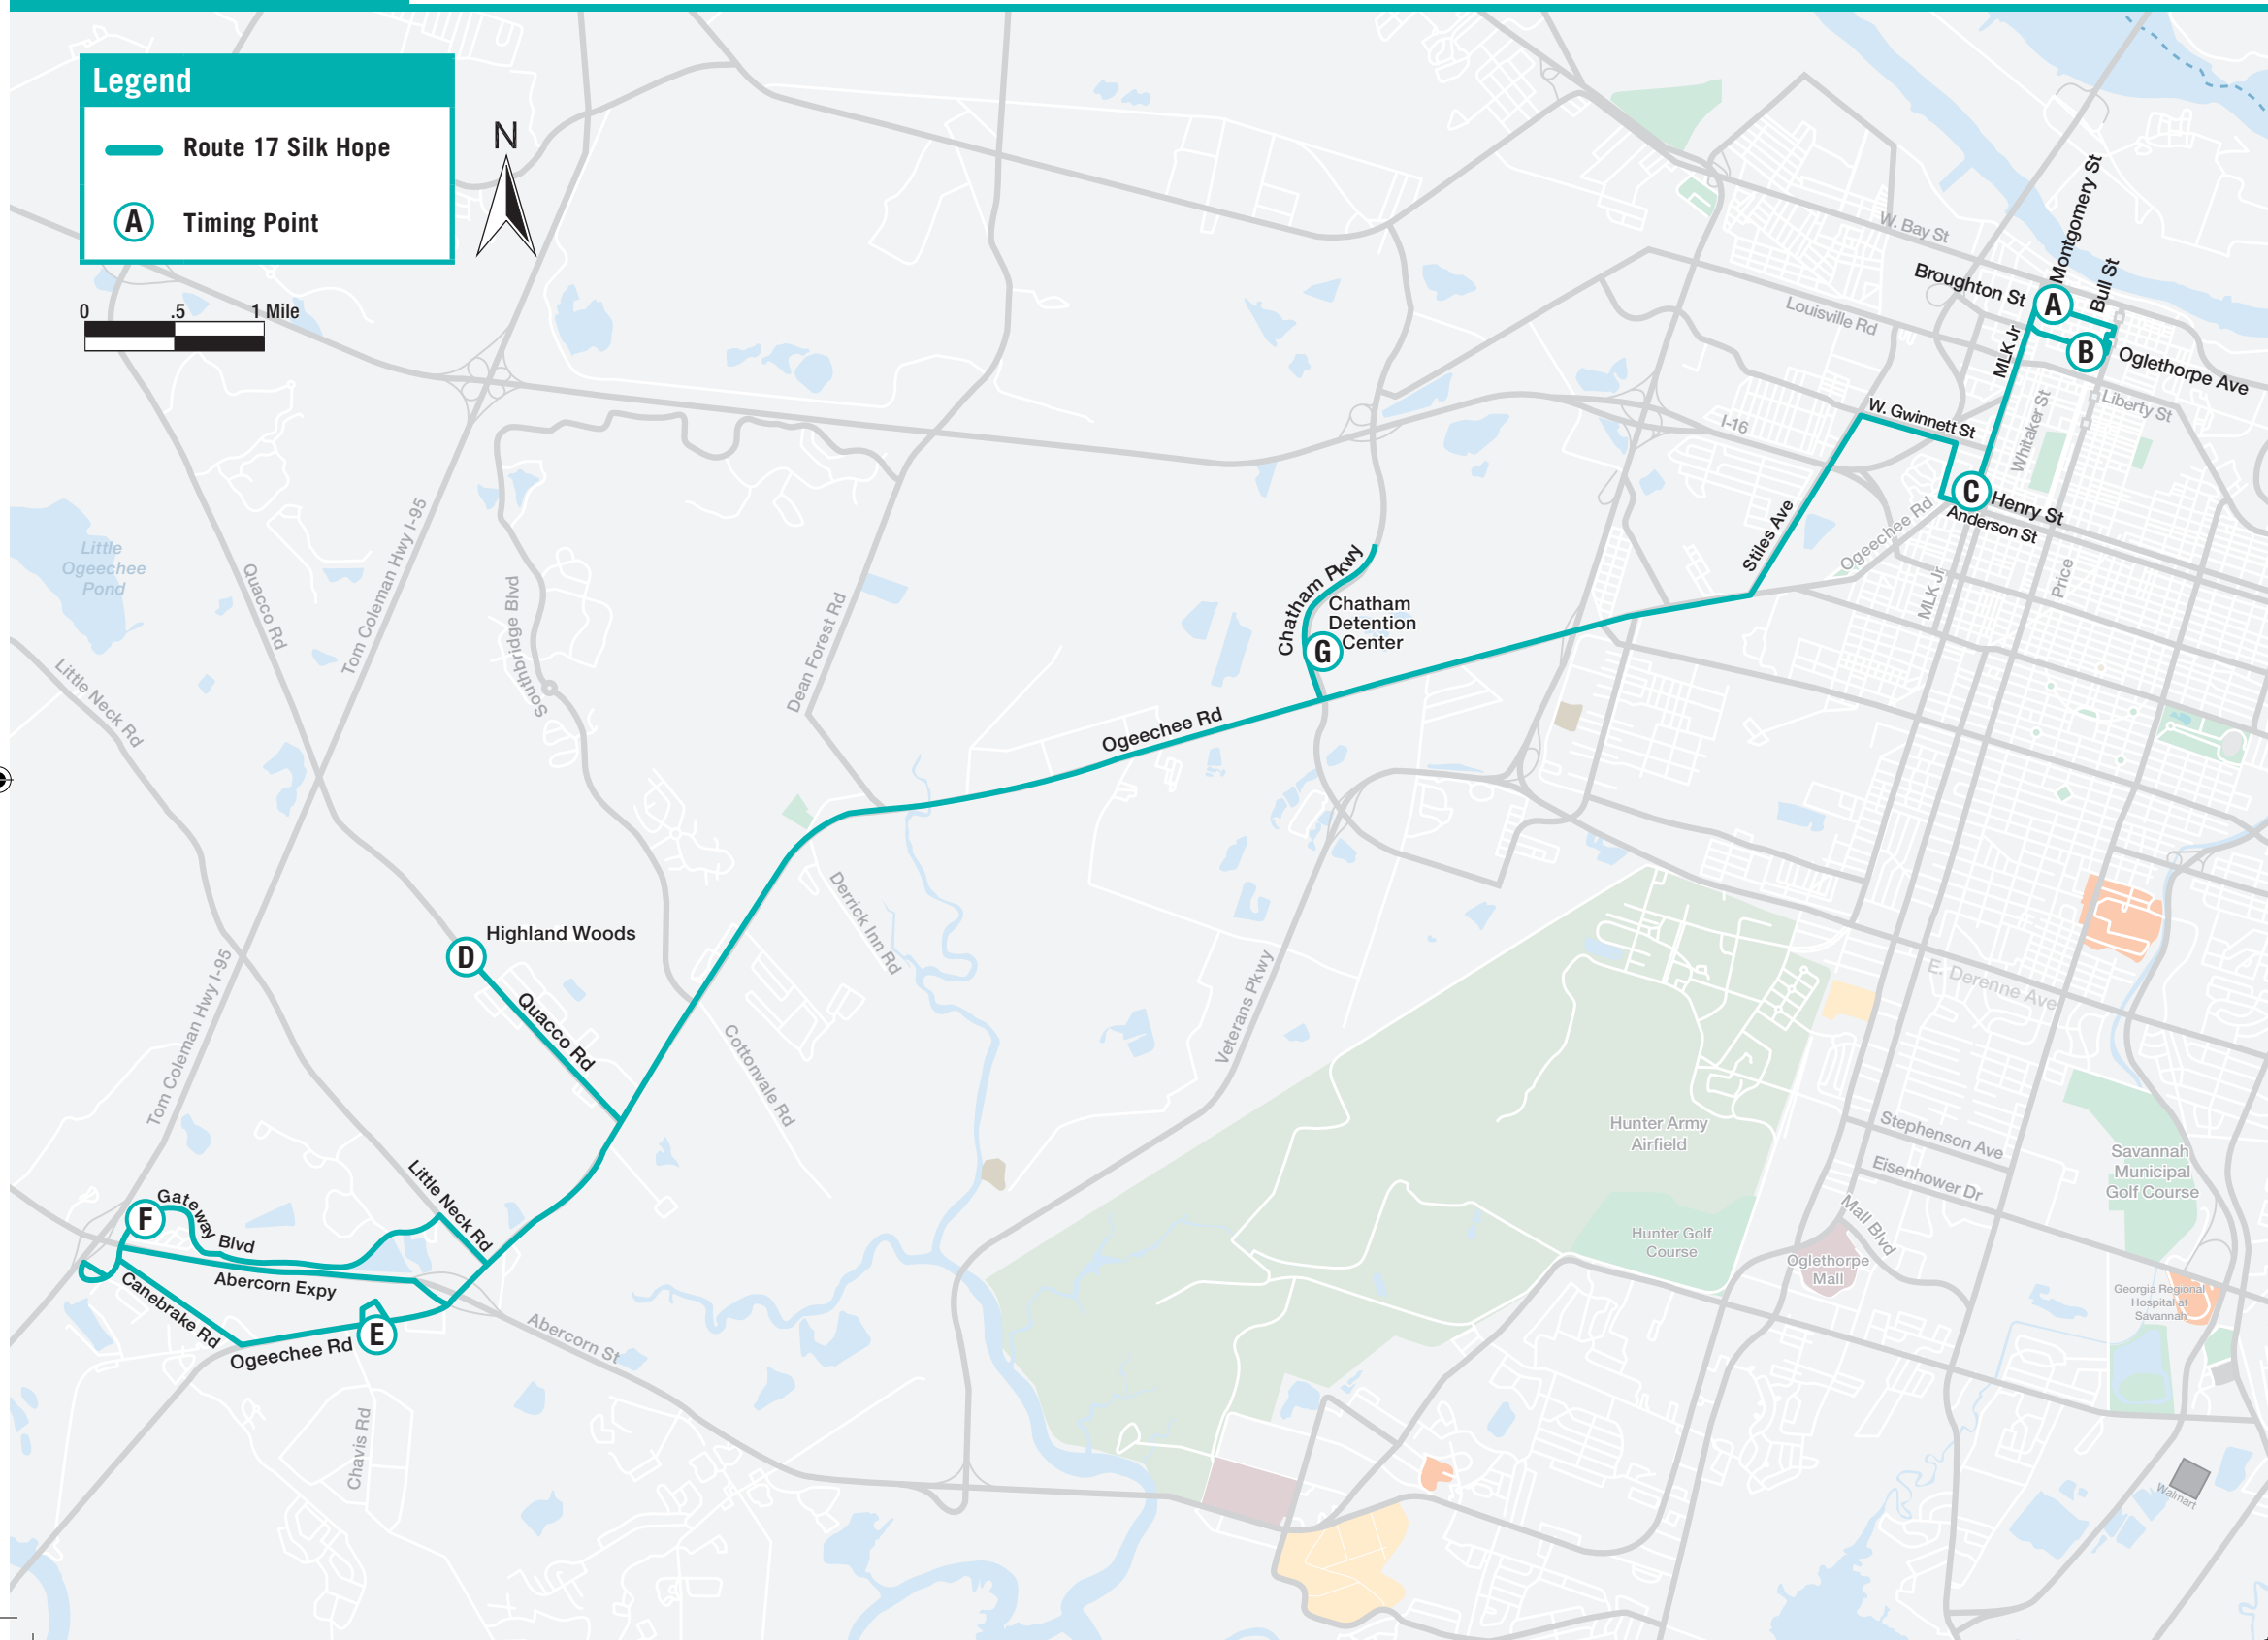 Legend
Route 17 Silk Hope
A
Timing Point
N
0 .5 1 Mile
W. Bay St
Montgomery St
Bull St
Broughton St
A
Louisville Rd
MLK Jr
B
Oglethorpe Ave
Liberty St
Whitaker St
W. Gwinnett St
I-16
C
Henry St
Anderson St
Ogeechee Rd
Stiles Ave
MLK Jr
Price
Little
Ogeechee
Pond
Quacco Rd
Tom Coleman Hwy I-95
Southbridge Blvd
Dean Forest Rd
Chatham Pkwy
Chatham
Detention
Center
G
Little Neck Rd
Ogeechee Rd
Derrick Inn Rd
Highland Woods
D
Quacco Rd
Cottonvale Rd
Veterans Pkwy
Tom Coleman Hwy I-95
E. Derenne Ave
Hunter Army
Airfield
Stephenson Ave
Eisenhower Dr
Savannah
Municipal
Golf Course
Little Neck Rd
Gateway Blvd
F
Mall Blvd
Hunter Golf
Course
Oglethorpe
Mall
Abercorn Expy
Canebrake Rd
E
Ogeechee Rd
Abercorn St
Georgia Regional
Hospital at
Savannah
Chavis Rd
Walmart